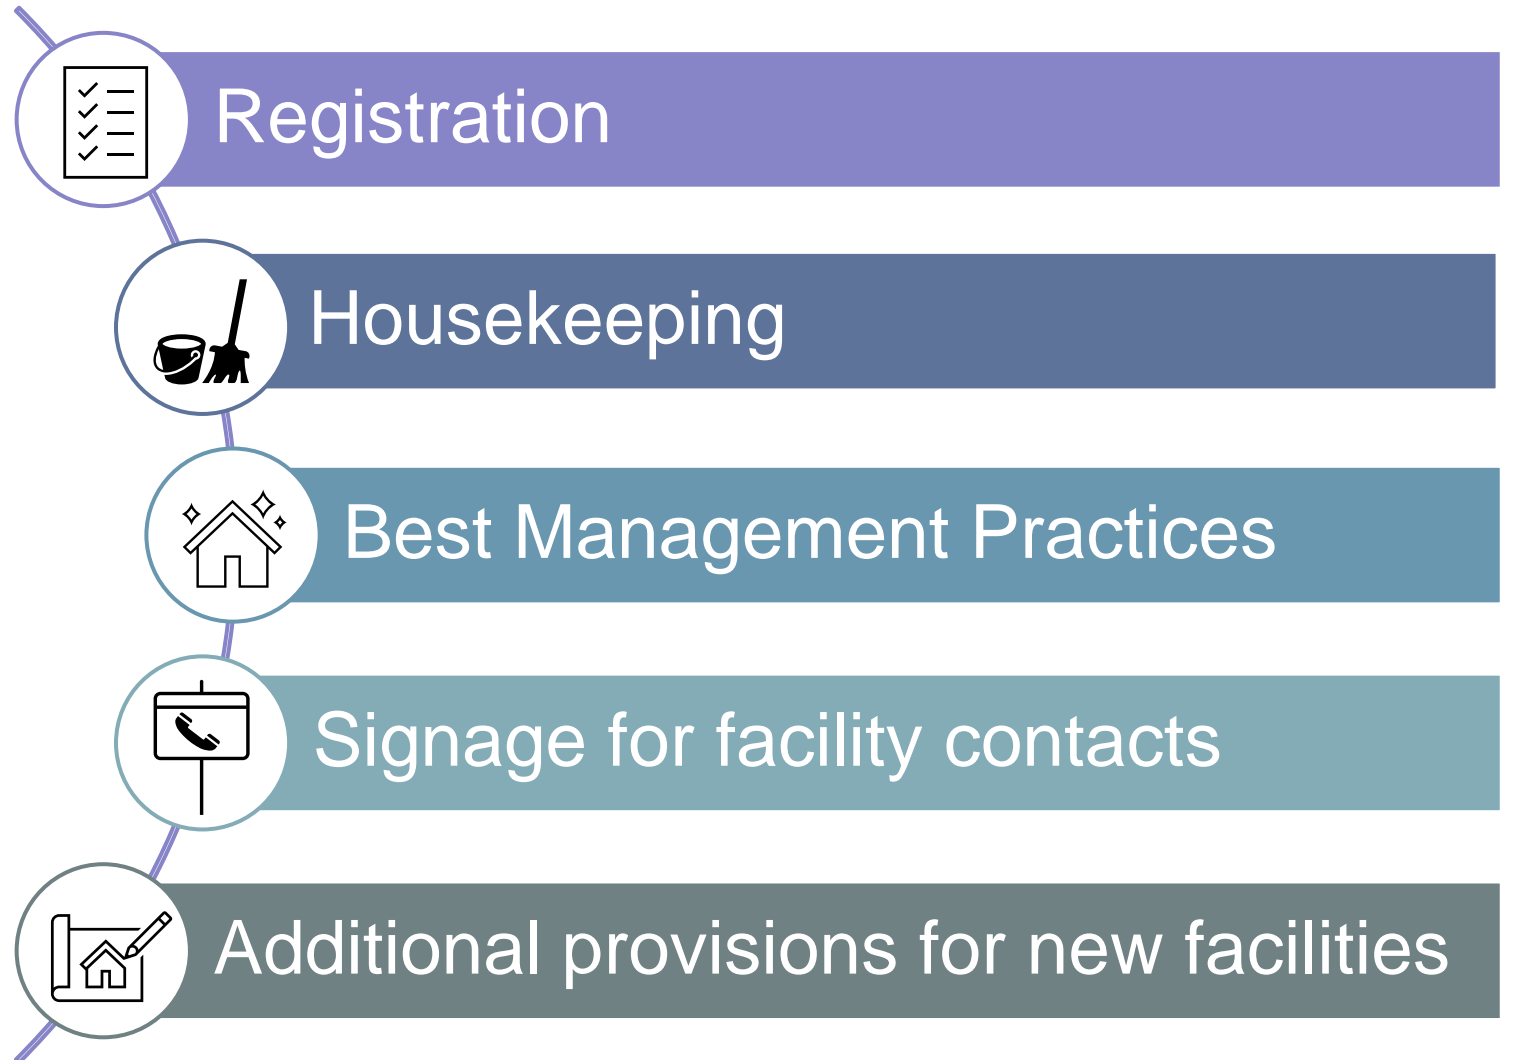 Registration
Housekeeping
Best Management Practices
Signage for facility contacts
Additional provisions for new facilities